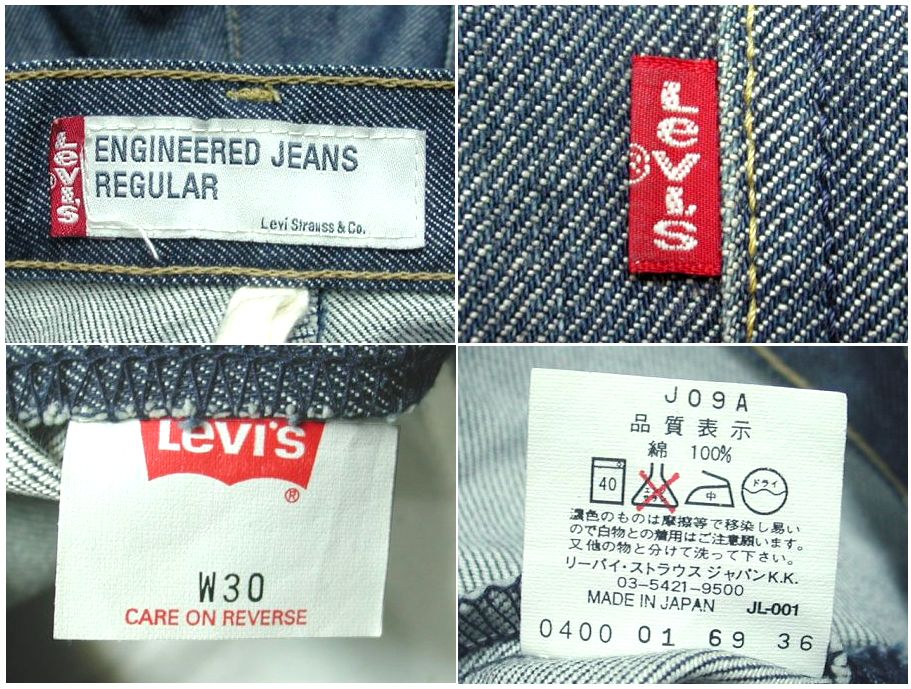 Levi's
®
ENGINEERED JEANS
REGULAR
Levi Strauss & Co.
Levi's
®
Levi's
®
W30
CARE ON REVERSE
J09A
品質表示
綿 100%
40 中 ドライ
濃色のものは摩擦等で移染し易い
ので白物との着用はご注意願います。
又他の物と分けて洗って下さい。
リーバイ・ストラウス ジャパンK.K.
03-5421-9500
MADE IN JAPAN JL-001
0400 01 69 36